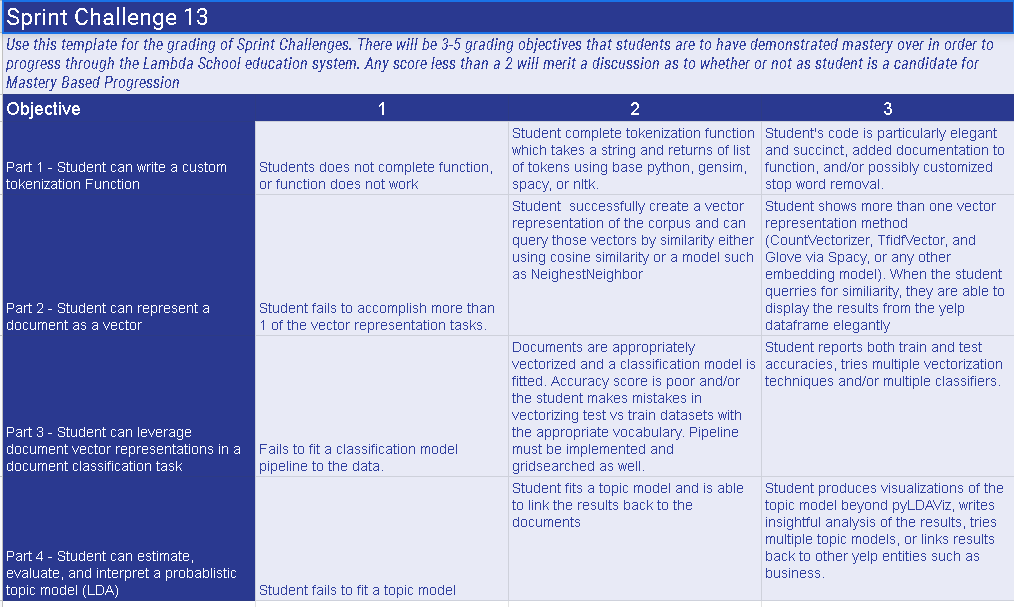 Sprint Challenge 13
Use this template for the grading of Sprint Challenges. There will be 3-5 grading objectives that students are to have demonstrated mastery over in order to
progress through the Lambda School education system. Any score less than a 2 will merit a discussion as to whether or not as student is a candidate for
Mastery Based Progression
Objective 1 2 3
Part 1 - Student can write a custom
tokenization Function
Students does not complete function,
or function does not work
Student complete tokenization function
which takes a string and returns of list
of tokens using base python, gensim,
spacy, or nltk.
Student's code is particularly elegant
and succinct, added documentation to
function, and/or possibly customized
stop word removal.
Part 2 - Student can represent a
document as a vector
Student fails to accomplish more than
1 of the vector representation tasks.
Student  successfully create a vector
representation of the corpus and can
query those vectors by similarity either
using cosine similarity or a model such
as NeighestNeighbor
Student shows more than one vector
representation method
(CountVectorizer, TfidfVector, and
Glove via Spacy, or any other
embedding model). When the student
querries for similiarity, they are able to
display the results from the yelp
dataframe elegantly
Part 3 - Student can leverage
document vector representations in a
document classification task
Fails to fit a classification model
pipeline to the data.
Documents are appropriately
vectorized and a classification model is
fitted. Accuracy score is poor and/or
the student makes mistakes in
vectorizing test vs train datasets with
the appropriate vocabulary. Pipeline
must be implemented and
gridsearched as well.
Student reports both train and test
accuracies, tries multiple vectorization
techniques and/or multiple classifiers.
Part 4 - Student can estimate,
evaluate, and interpret a probablistic
topic model (LDA)
Student fails to fit a topic model
Student fits a topic model and is able
to link the results back to the
documents
Student produces visualizations of the
topic model beyond pyLDAViz, writes
insightful analysis of the results, tries
multiple topic models, or links results
back to other yelp entities such as
business.